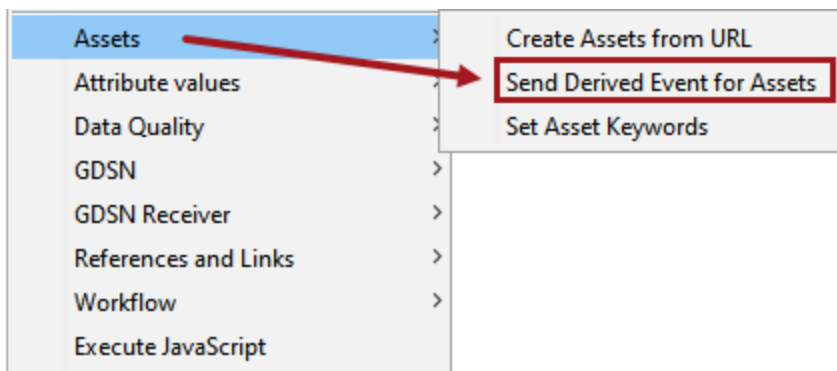 Assets
Create Assets from URL
Attribute values
Send Derived Event for Assets
Data Quality
Set Asset Keywords
GDSN
GDSN Receiver
References and Links
Workflow
Execute JavaScript